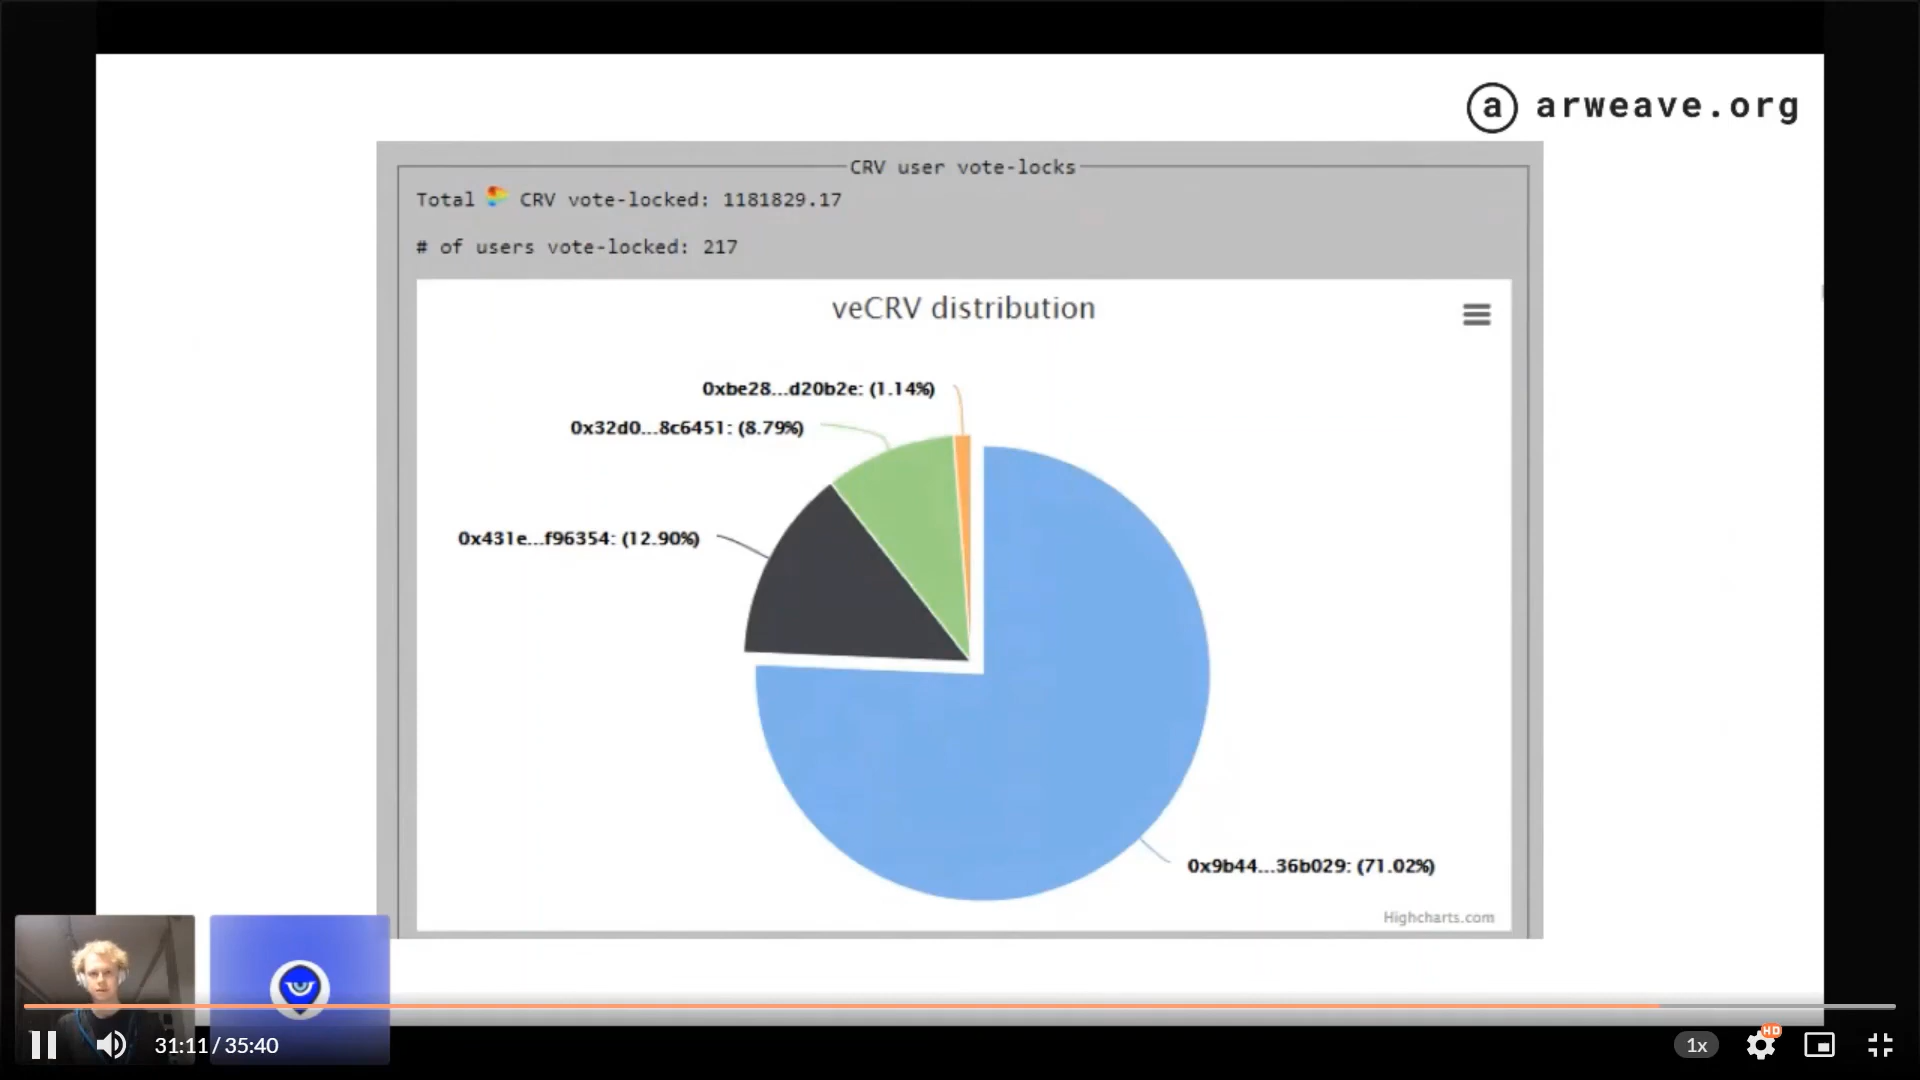 a arweave.org
CRV user vote-locks
Total CRV vote-locked: 1181829.17
# of users vote-locked: 217
veCRV distribution
0xbe28...d20b2e: (1.14%)
0x32d0...8c6451: (8.79%)
0x431e...f96354: (12.90%)
0x9b44...36b029: (71.02%)
Highcharts.com
31:11 / 35:40
1x
HD